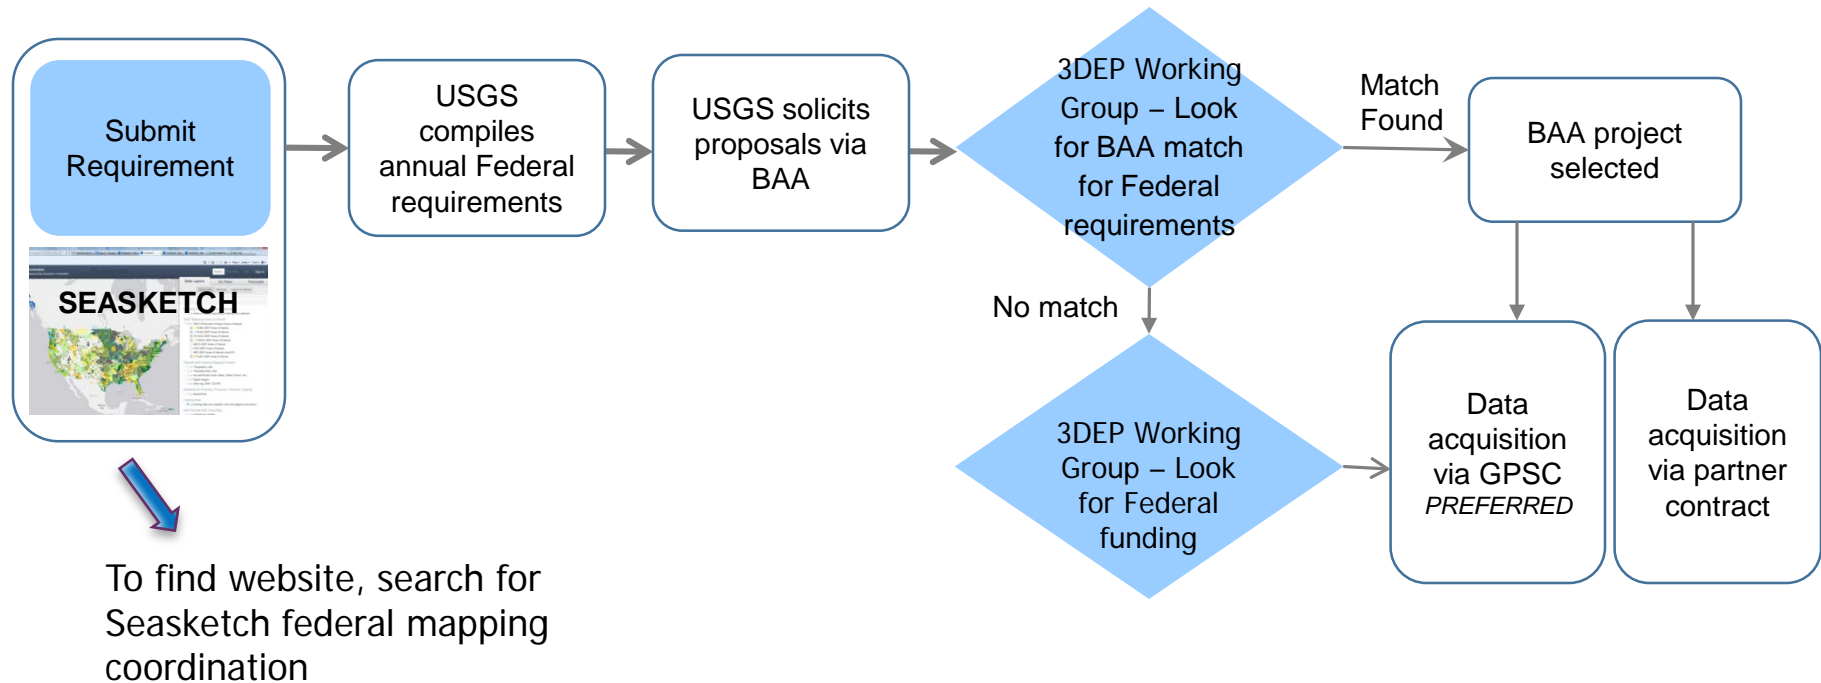 Submit
Requirement
SEASKETCH
To find website, search for
Seasketch federal mapping
coordination
USGS
compiles
annual Federal
requirements
USGS solicits
proposals via
BAA
3DEP Working
Group – Look
for BAA match
for Federal
requirements
Match
Found
BAA project
selected
No match
3DEP Working
Group – Look
for Federal
funding
Data
acquisition
via GPSC
PREFERRED
Data
acquisition
via partner
contract